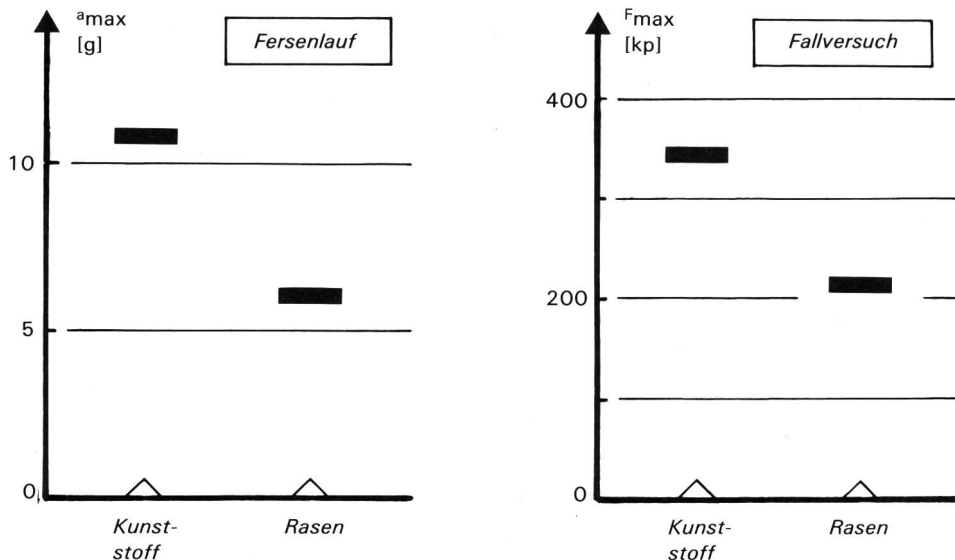 amax
[g]
Fersenlauf
10
5
0
Kunst-
stoff
Rasen
Fmax
[kp]
Fallversuch
400
200
0
Kunst-
stoff
Rasen